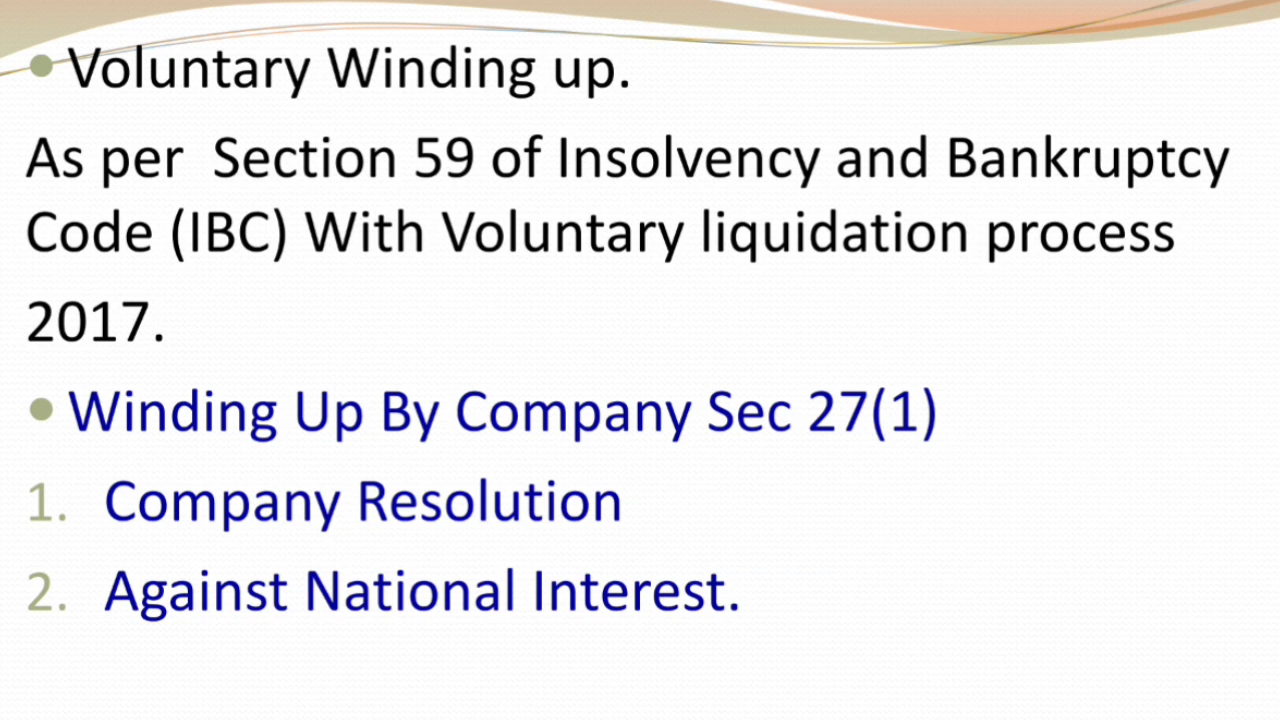 • Voluntary Winding up.
As per  Section 59 of Insolvency and Bankruptcy
Code (IBC) With Voluntary liquidation process
2017.
• Winding Up By Company Sec 27(1)
1. Company Resolution
2. Against National Interest.